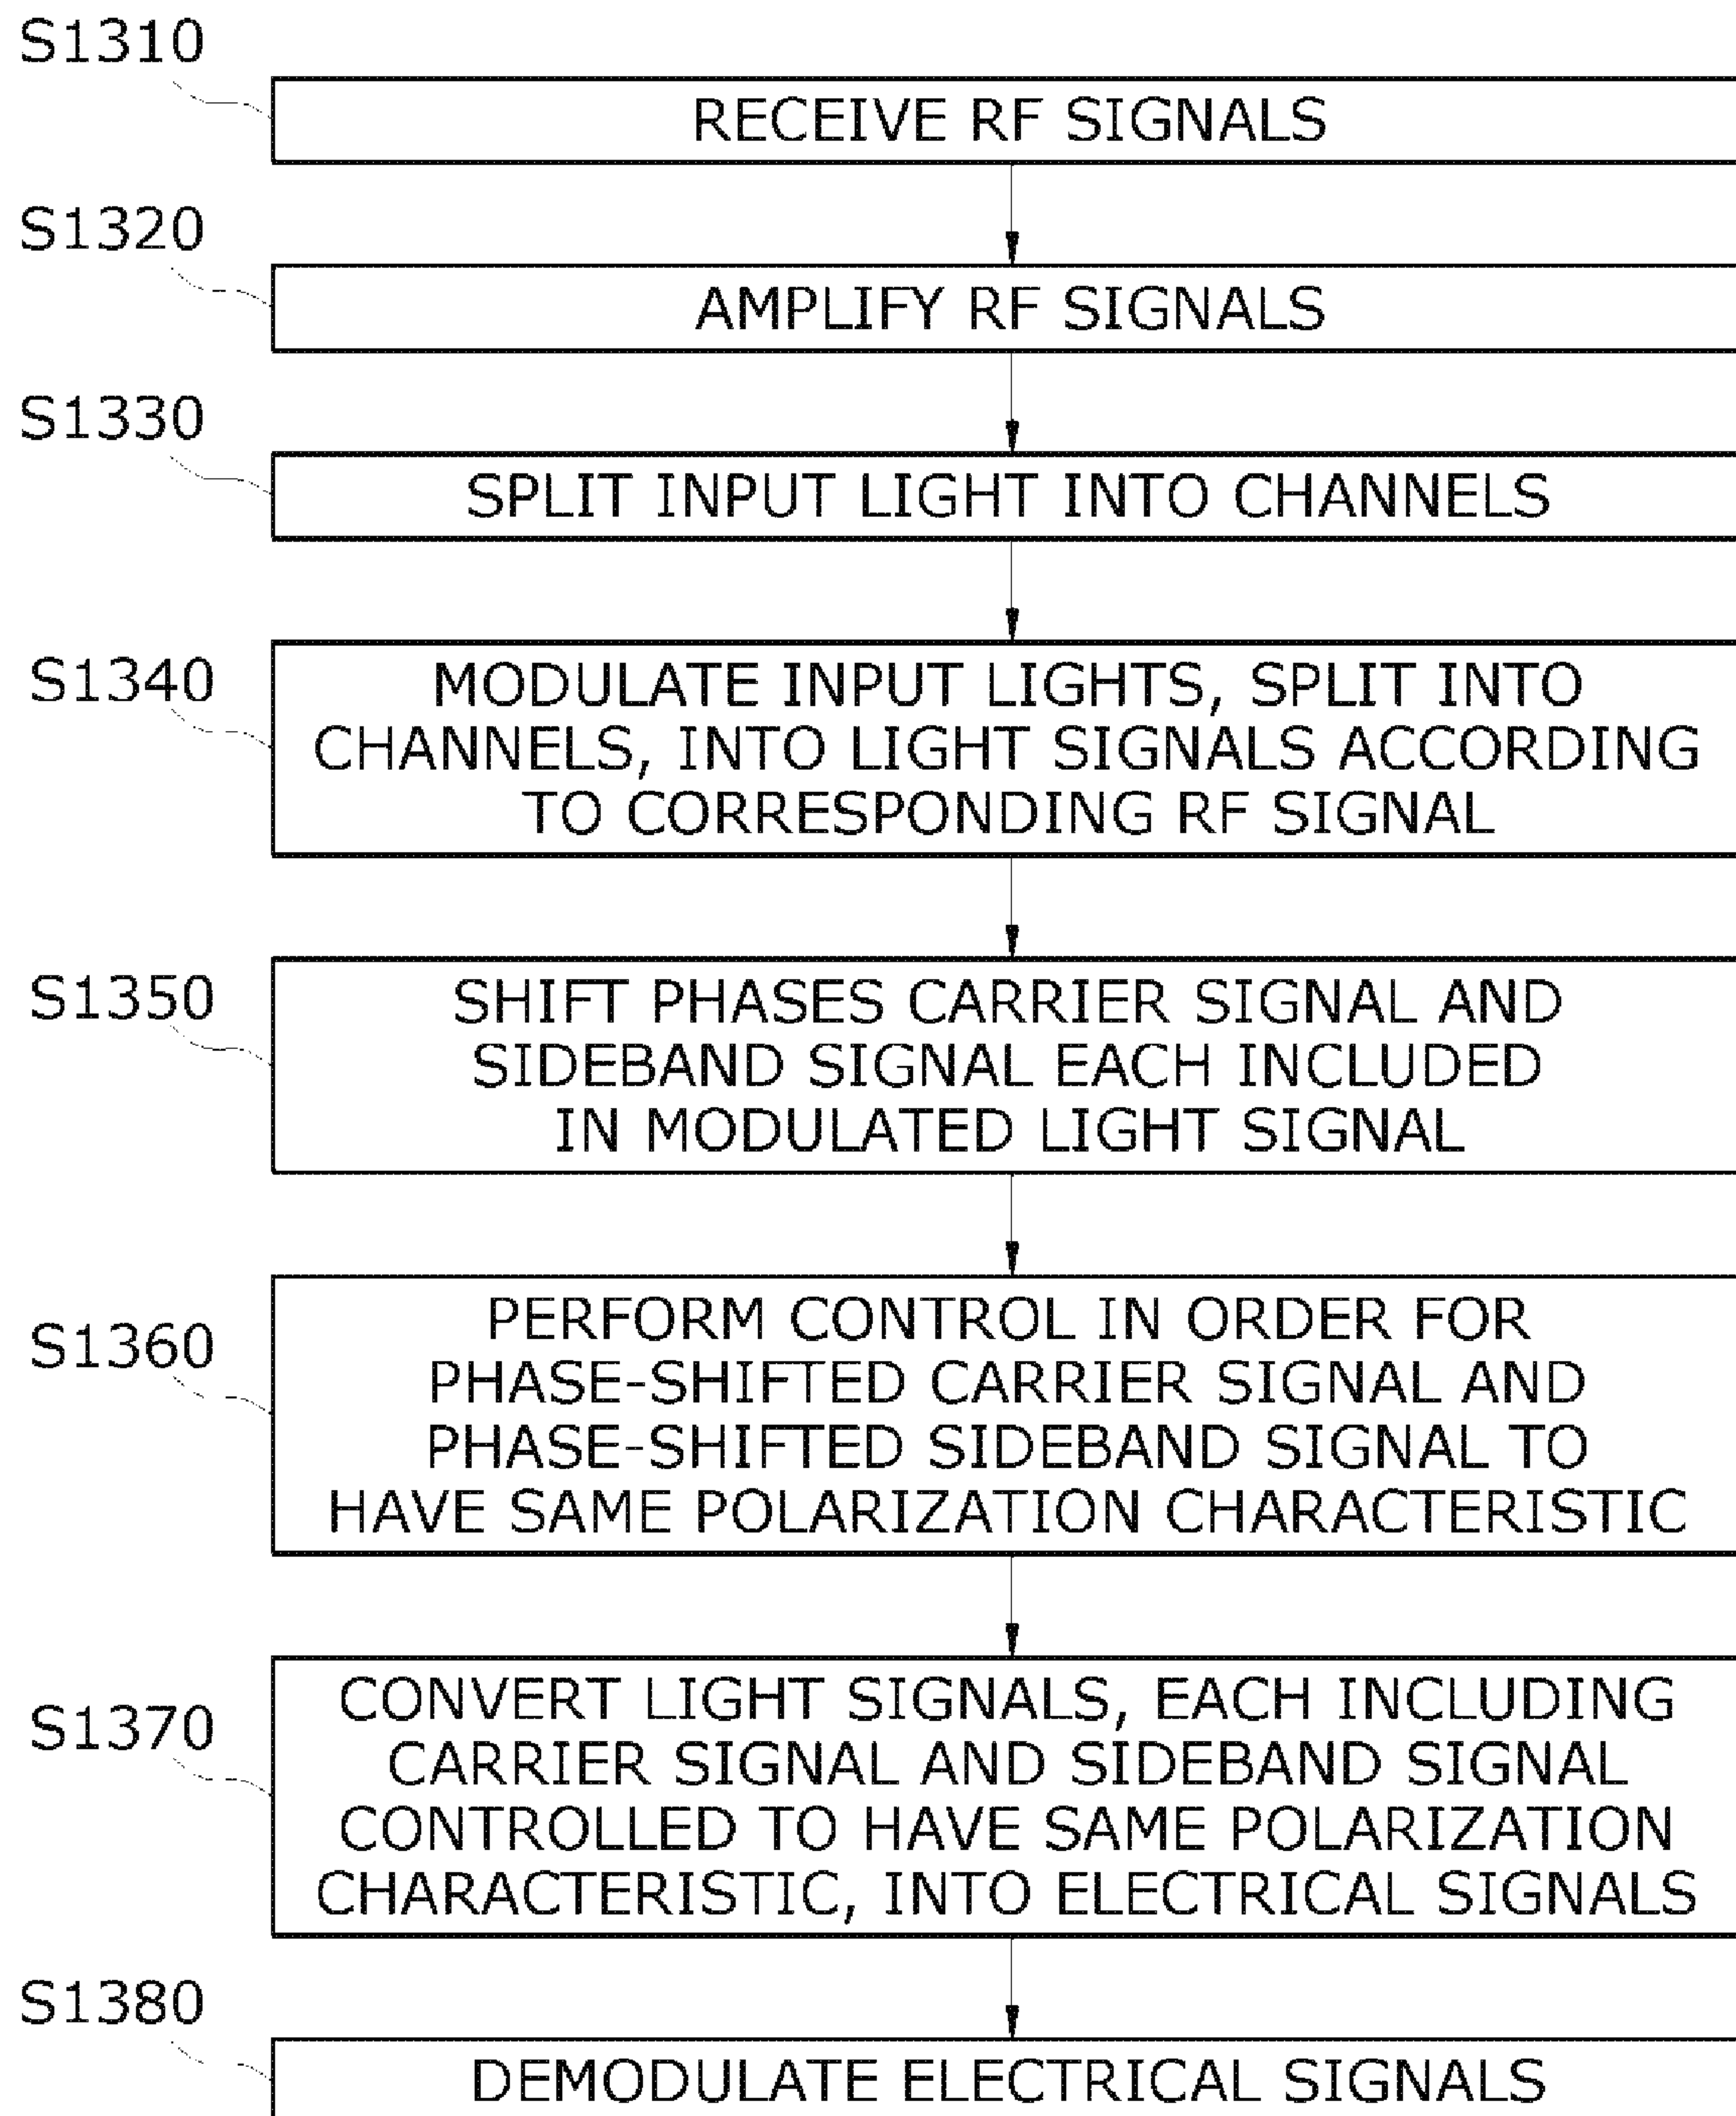 S1310
RECEIVE RF SIGNALS
S1320
AMPLIFY RF SIGNALS
S1330
SPLIT INPUT LIGHT INTO CHANNELS
S1340
MODULATE INPUT LIGHTS, SPLIT INTO
CHANNELS, INTO LIGHT SIGNALS ACCORDING
TO CORRESPONDING RF SIGNAL
S1350
SHIFT PHASES CARRIER SIGNAL AND
SIDEBAND SIGNAL EACH INCLUDED
IN MODULATED LIGHT SIGNAL
S1360
PERFORM CONTROL IN ORDER FOR
PHASE-SHIFTED CARRIER SIGNAL AND
PHASE-SHIFTED SIDEBAND SIGNAL TO
HAVE SAME POLARIZATION CHARACTERISTIC
S1370
CONVERT LIGHT SIGNALS, EACH INCLUDING
CARRIER SIGNAL AND SIDEBAND SIGNAL
CONTROLLED TO HAVE SAME POLARIZATION
CHARACTERISTIC, INTO ELECTRICAL SIGNALS
S1380
DEMODULATE ELECTRICAL SIGNALS